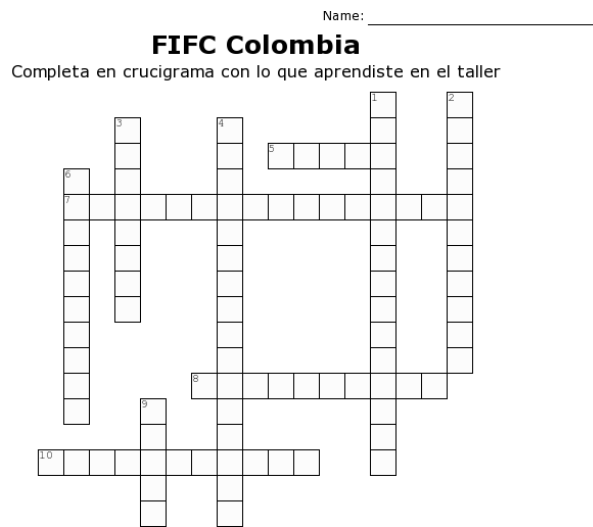 Name:
FIFC Colombia
Completa en crucigrama con lo que aprendiste en el taller
1 2
3 4
5
6
7
8
9
10